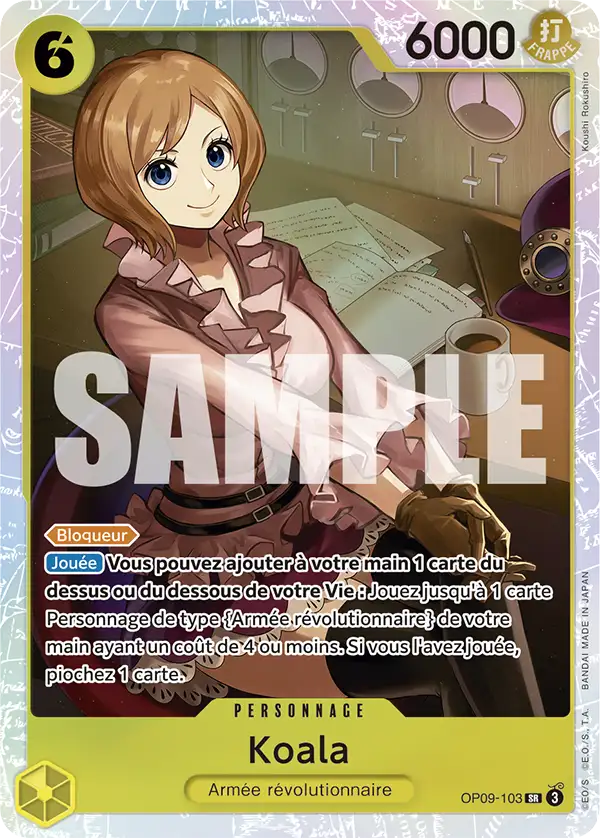 6
6000
打
FRAPPE
Koushi Rokushiro
SAMPLE
Bloqueur
Jouée Vous pouvez ajouter à votre main 1 carte du
dessus ou du dessous de votre Vie : Jouez jusqu'à 1 carte
Personnage de type {Armée révolutionnaire} de votre
main ayant un coût de 4 ou moins. Si vous l'avez jouée,
piochez 1 carte.
PERSONNAGE
Koala
Armée révolutionnaire
OP09-103 SR 3
©EO/S ©E.O./S., T.A. BANDAI MADE IN JAPAN